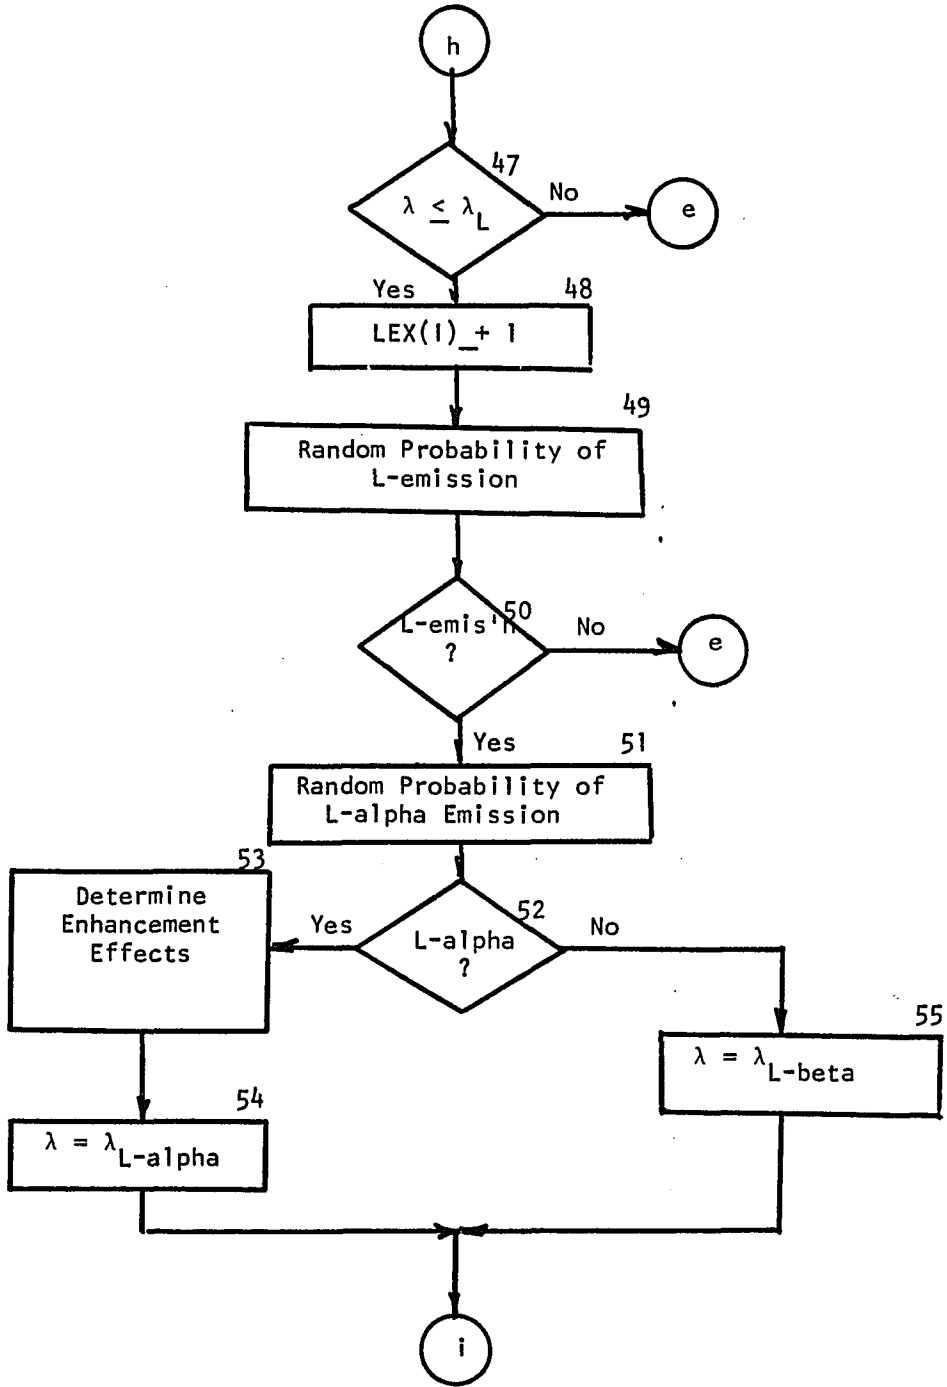 h
47
λ ≤ λL
No
e
Yes
48
LEX(I)_+ 1
49
Random Probability of
L-emission
50
L-emis'n
?
No
e
Yes
51
Random Probability of
L-alpha Emission
53
Determine
Enhancement
Effects
Yes
52
L-alpha
?
No
55
λ = λL-beta
54
λ = λL-alpha
i